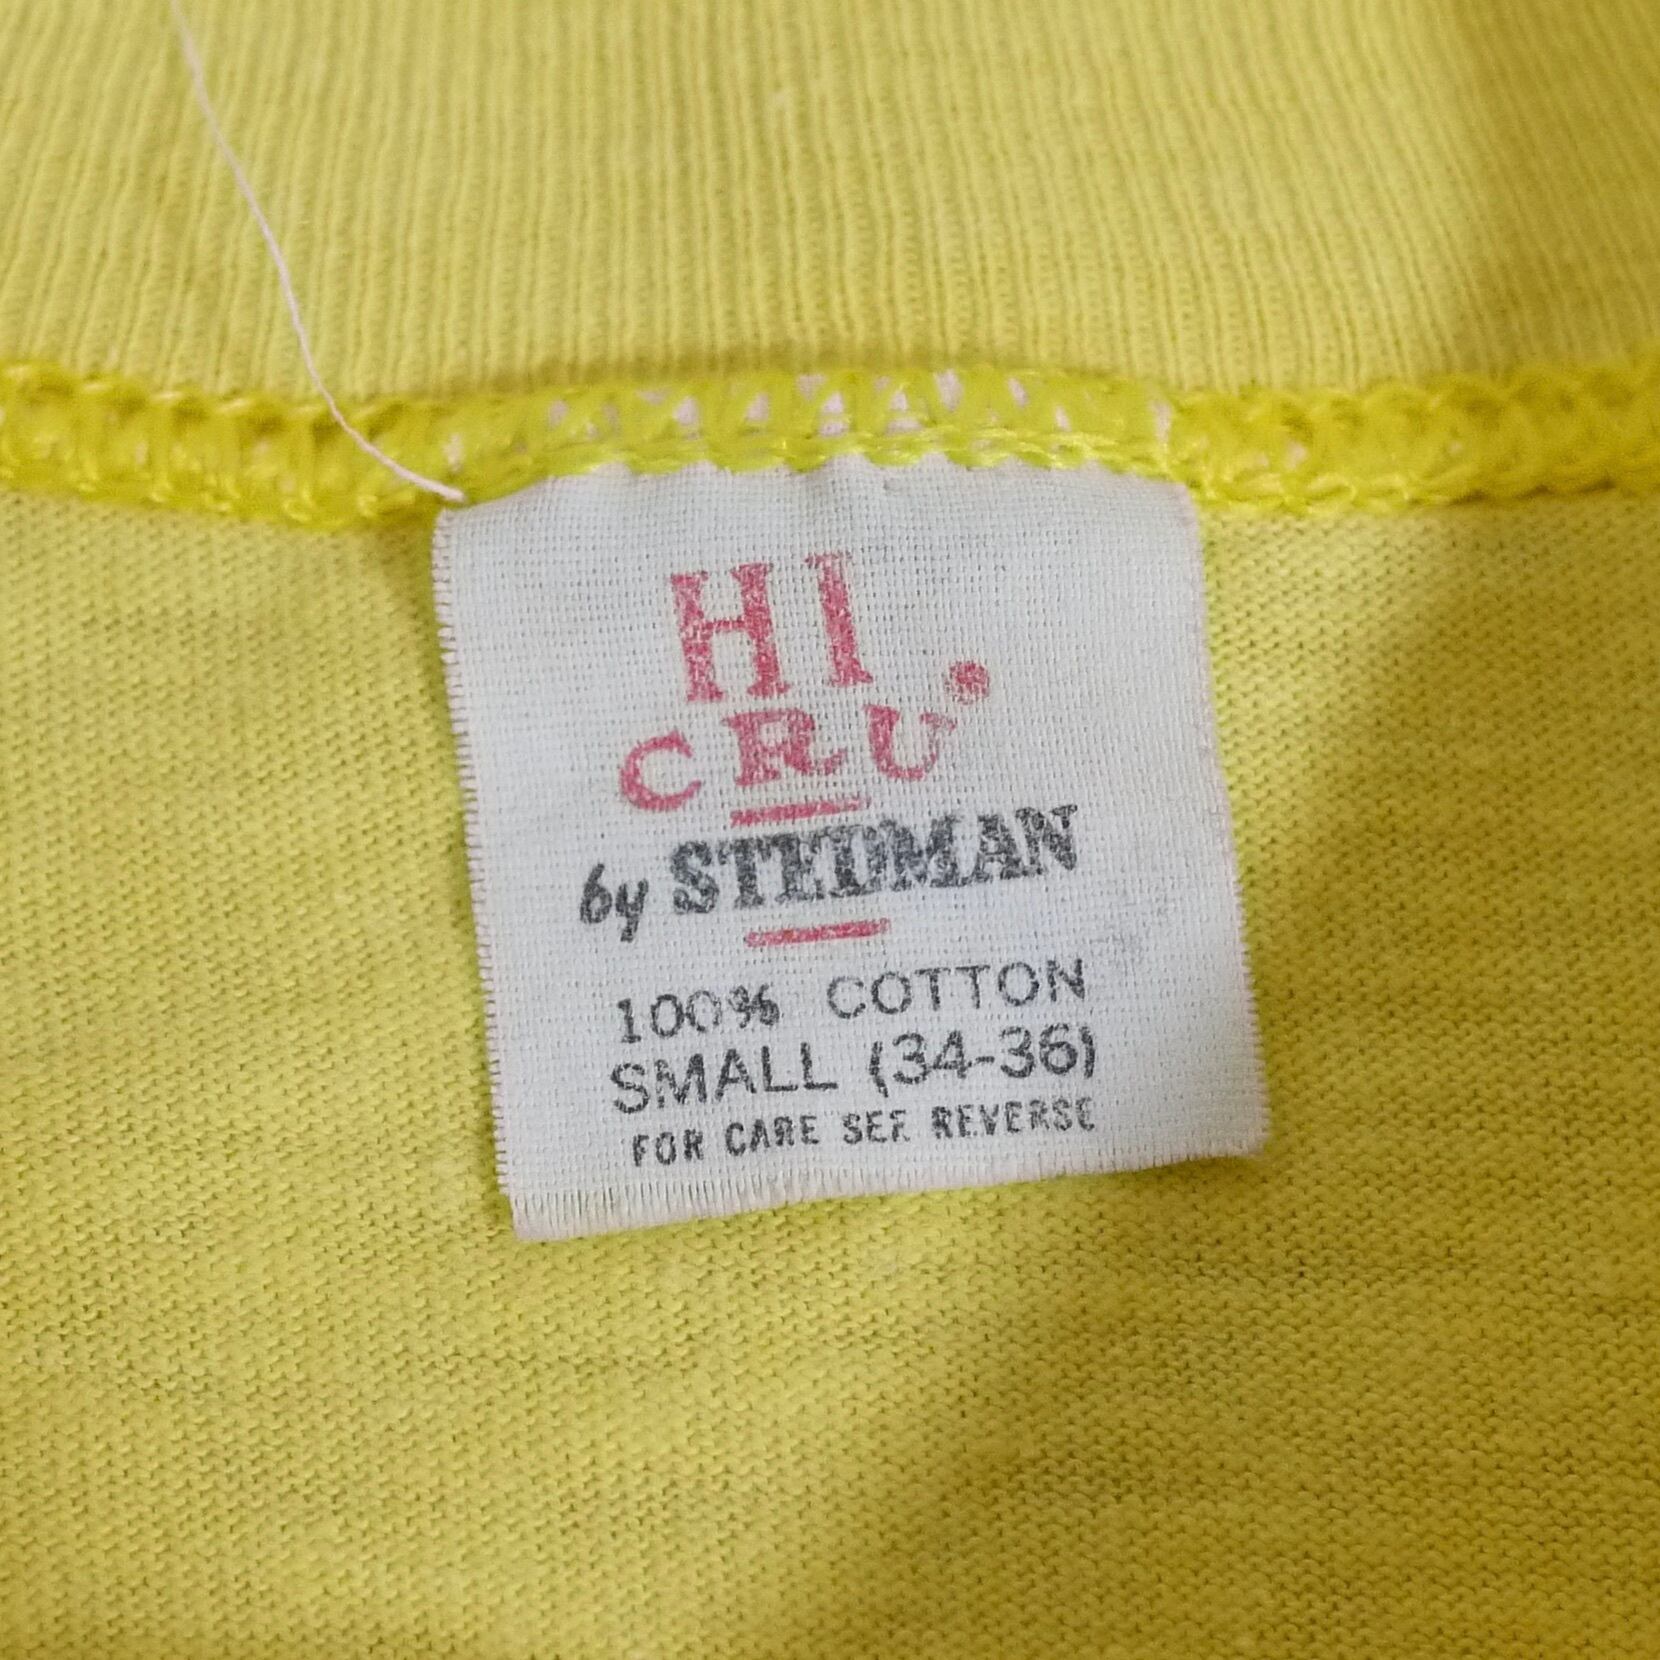 HI
CRU®
by STEDMAN
100% COTTON
SMALL (34-36)
FOR CARE SEE REVERSE